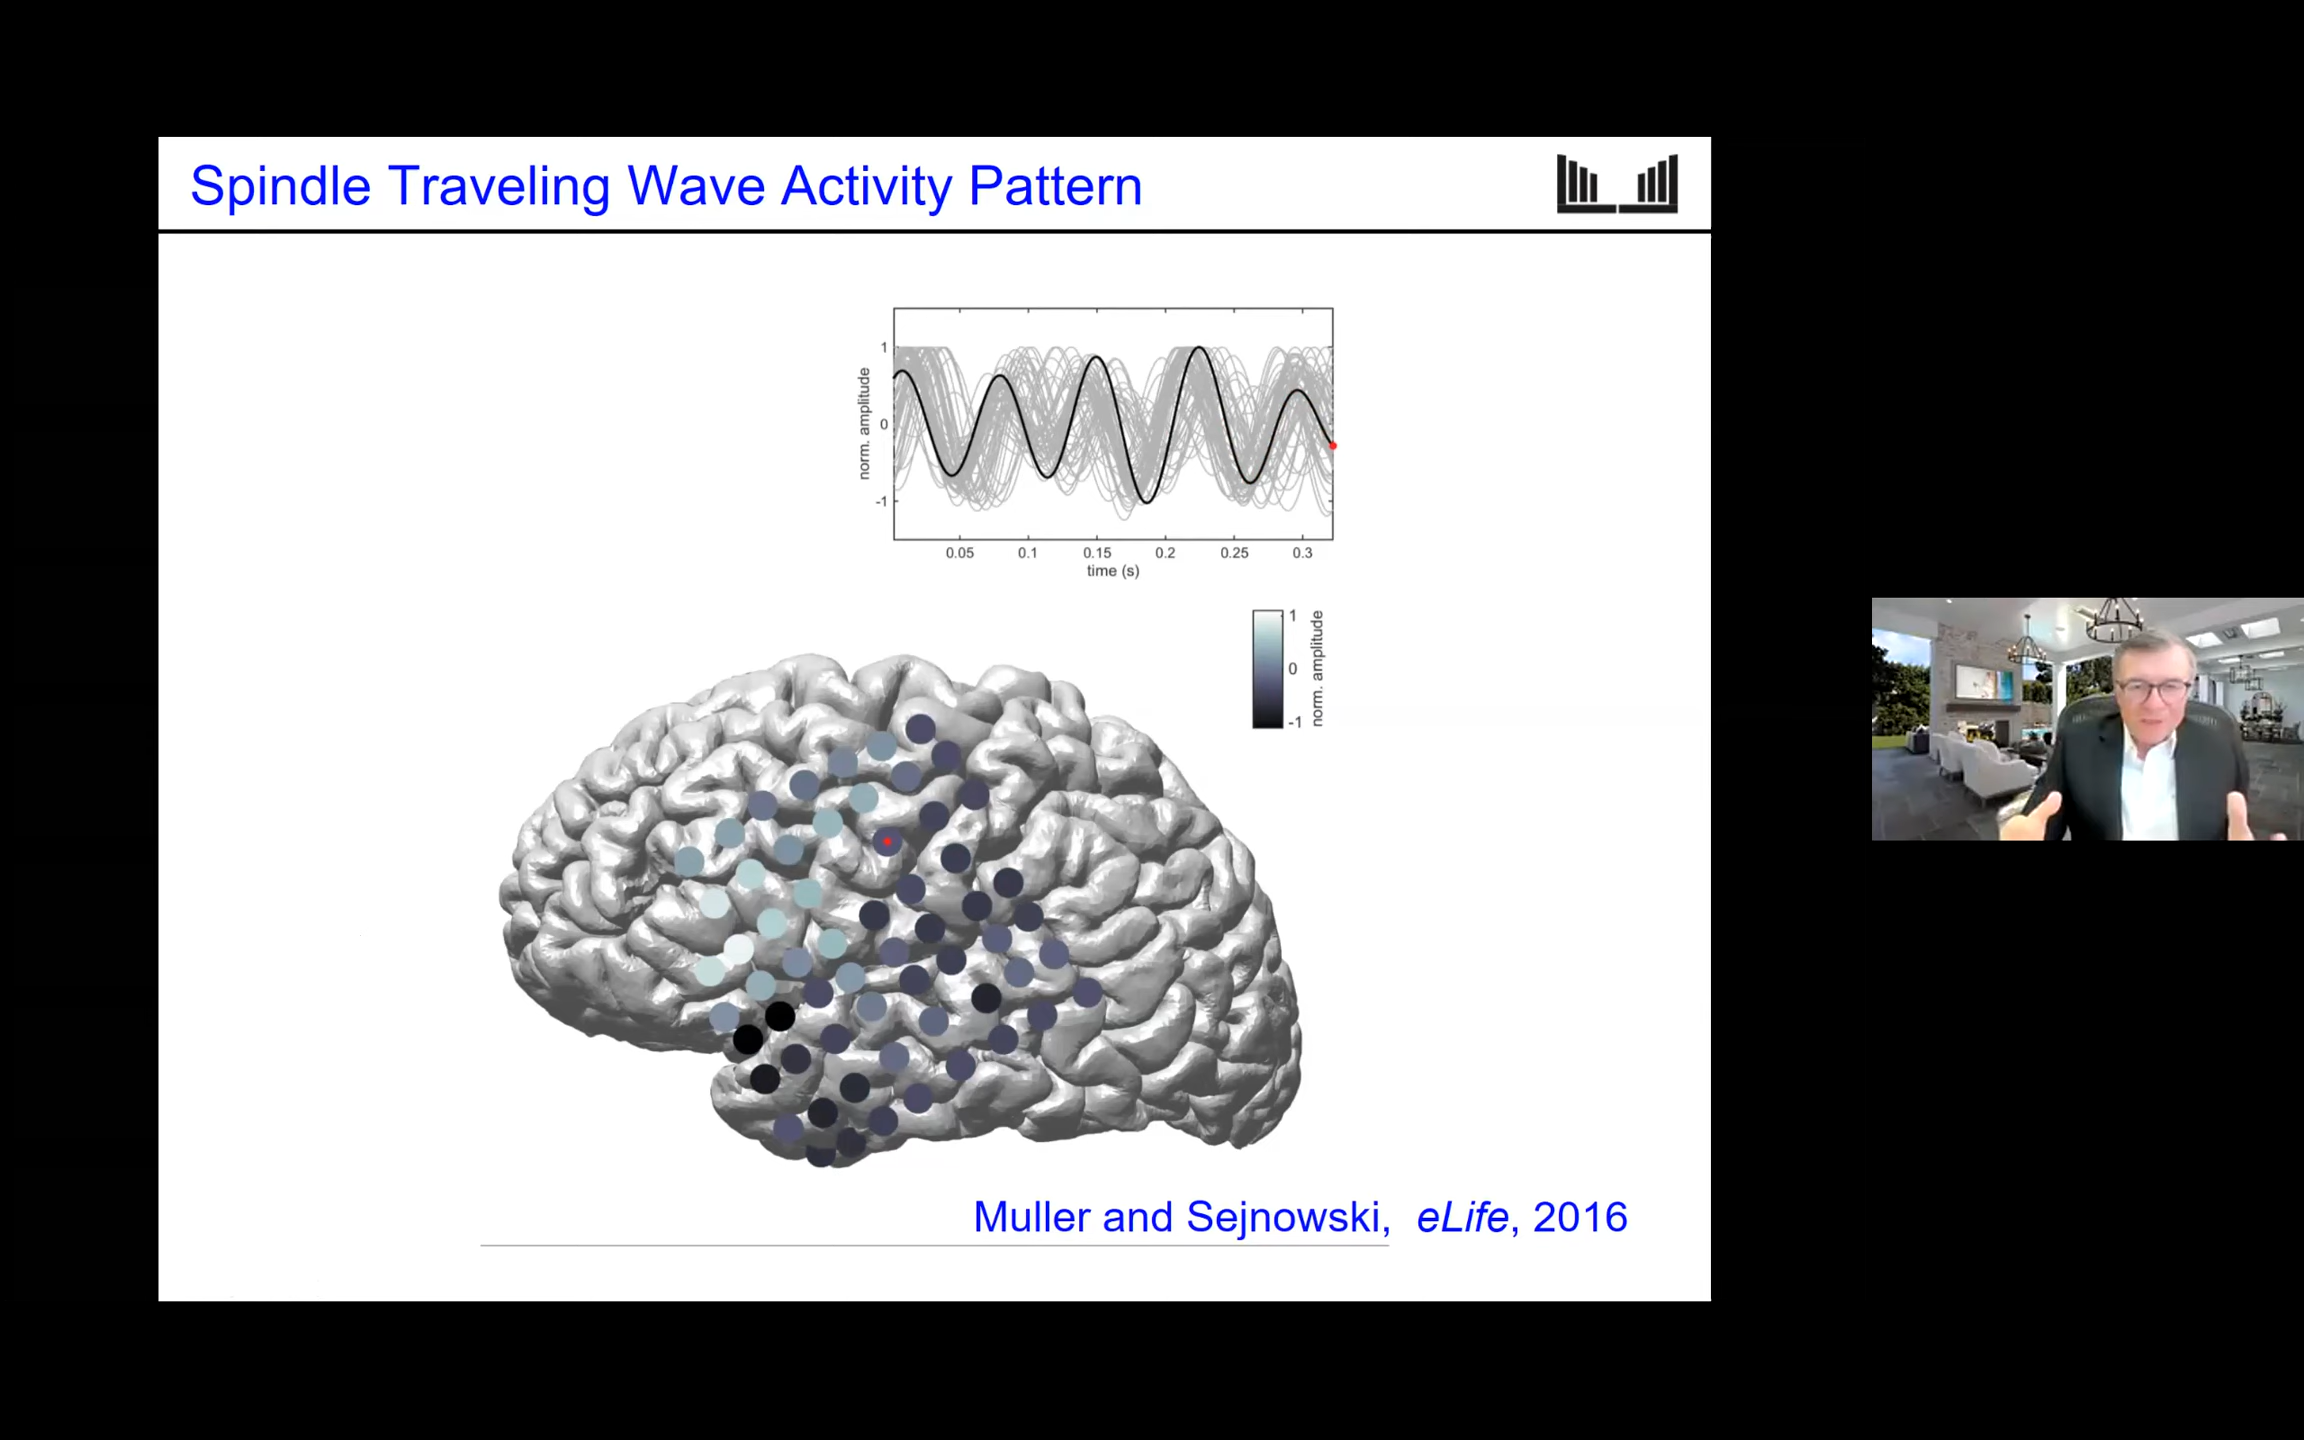 Spindle Traveling Wave Activity Pattern
1
0
-1
norm. amplitude
0.05 0.1 0.15 0.2 0.25 0.3
time (s)
1
0
-1
norm. amplitude
Muller and Sejnowski, eLife, 2016